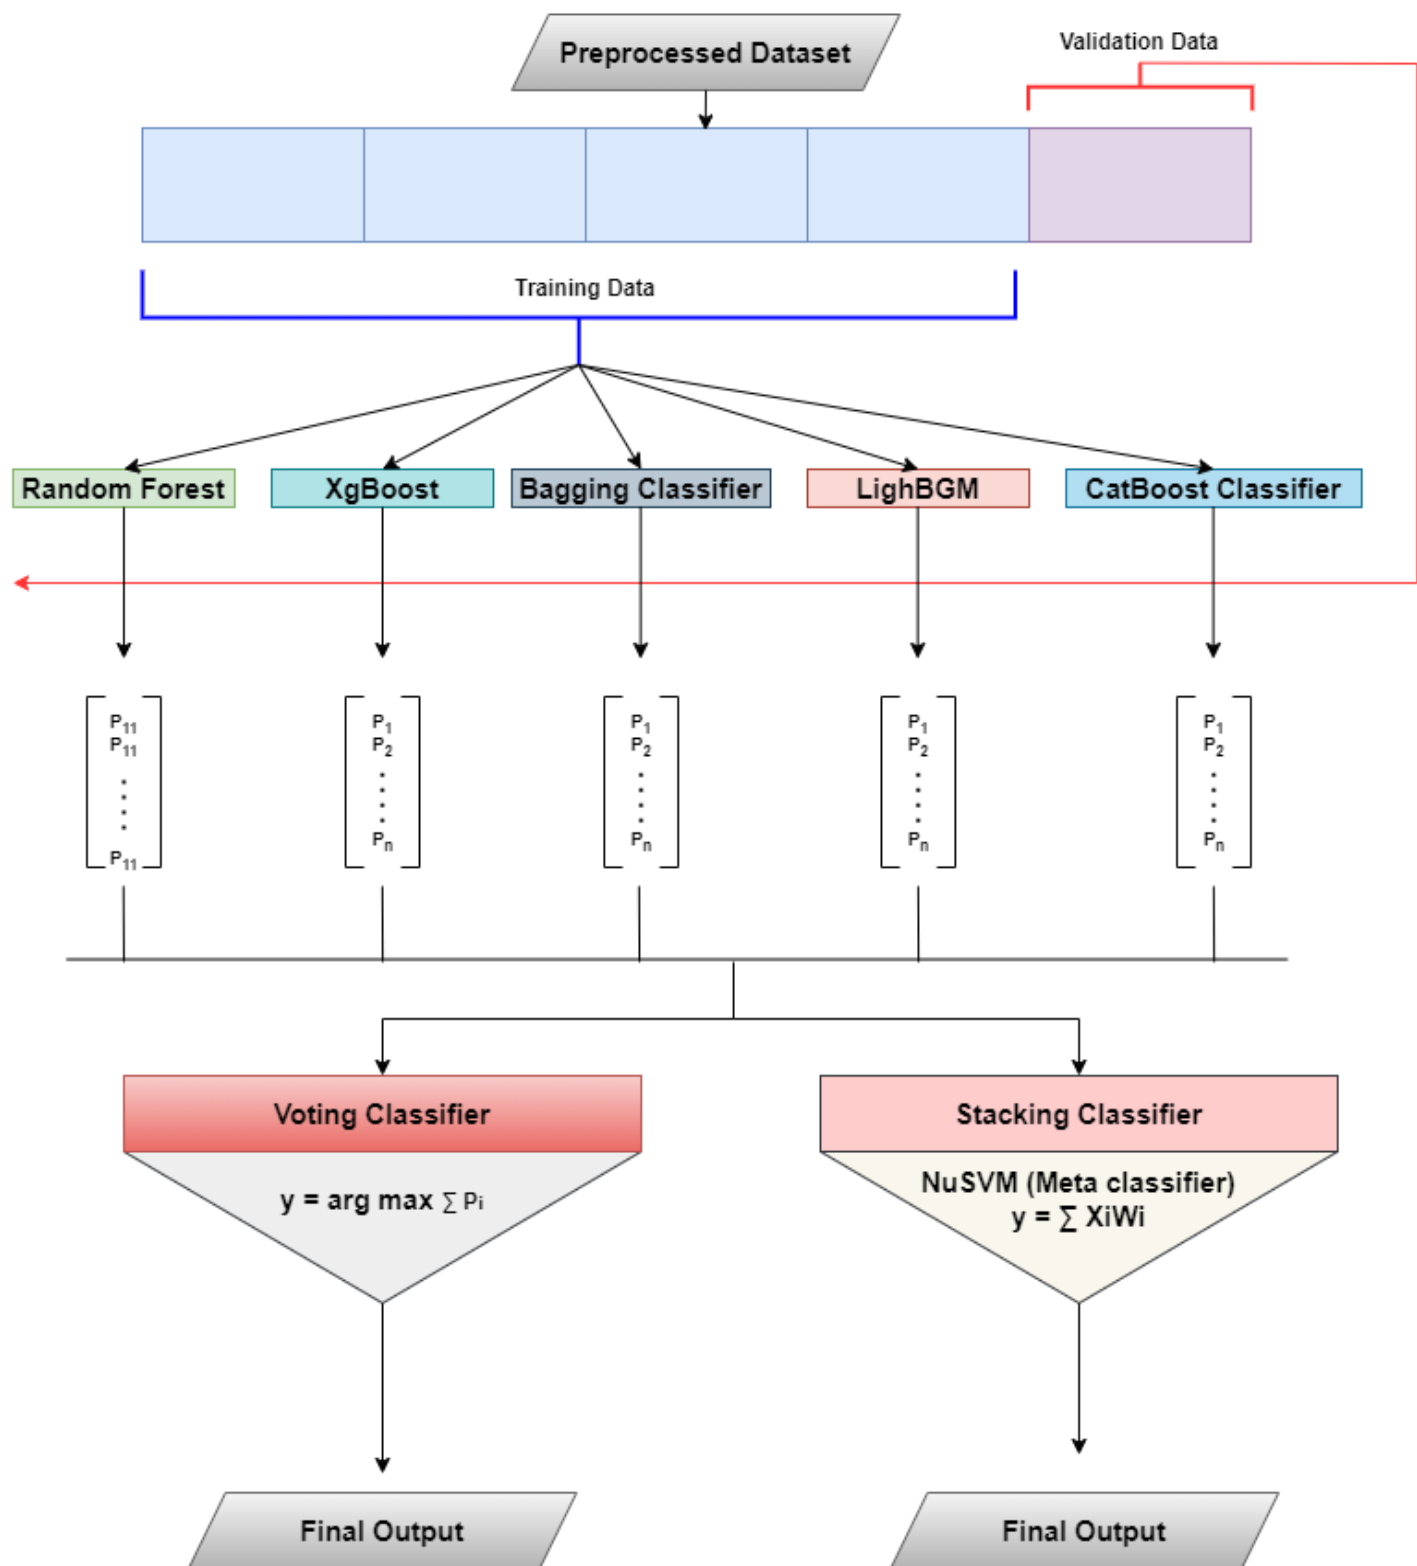 Preprocessed Dataset
Validation Data
Training Data
Random Forest
XgBoost
Bagging Classifier
LighBGM
CatBoost Classifier
P11
P11
P11
P1
P2
Pn
P1
P2
Pn
P1
P2
Pn
P1
P2
Pn
Voting Classifier
y = arg max ∑ Pi
Stacking Classifier
NuSVM (Meta classifier)
y = ∑ XiWi
Final Output
Final Output